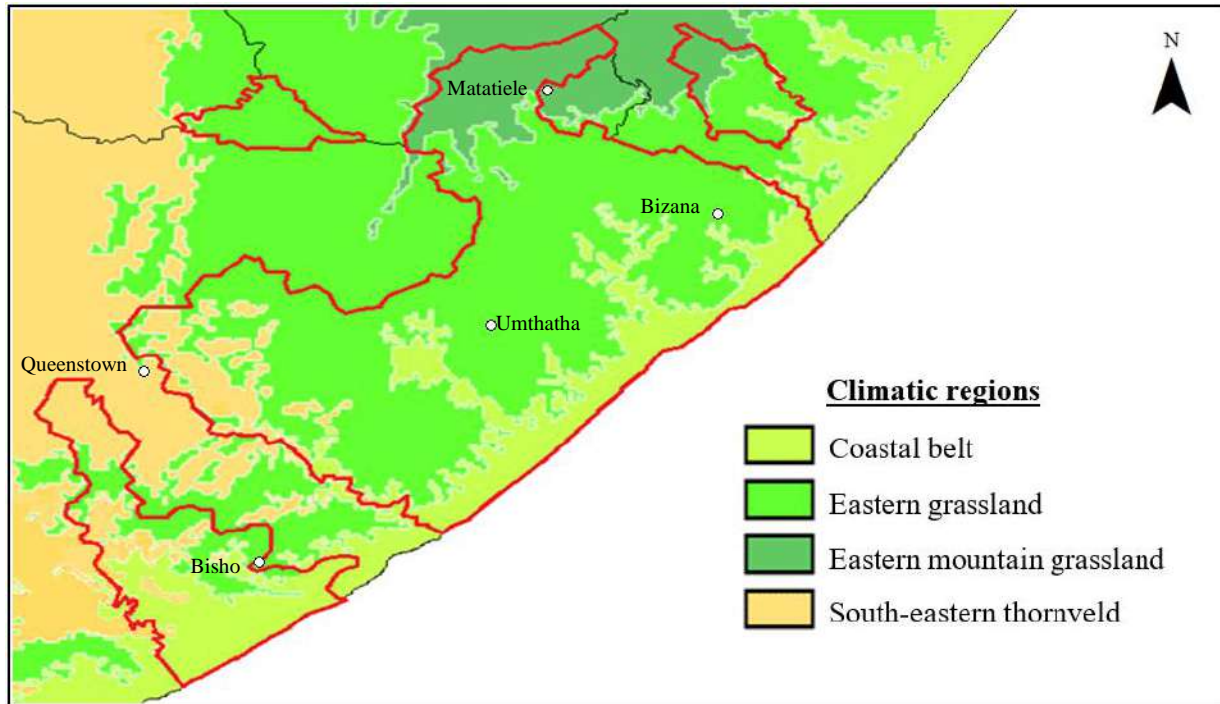 N
Matatiele
Bizana
Umthatha
Queenstown
Bisho
Climatic regions
Coastal belt
Eastern grassland
Eastern mountain grassland
South-eastern thornveld